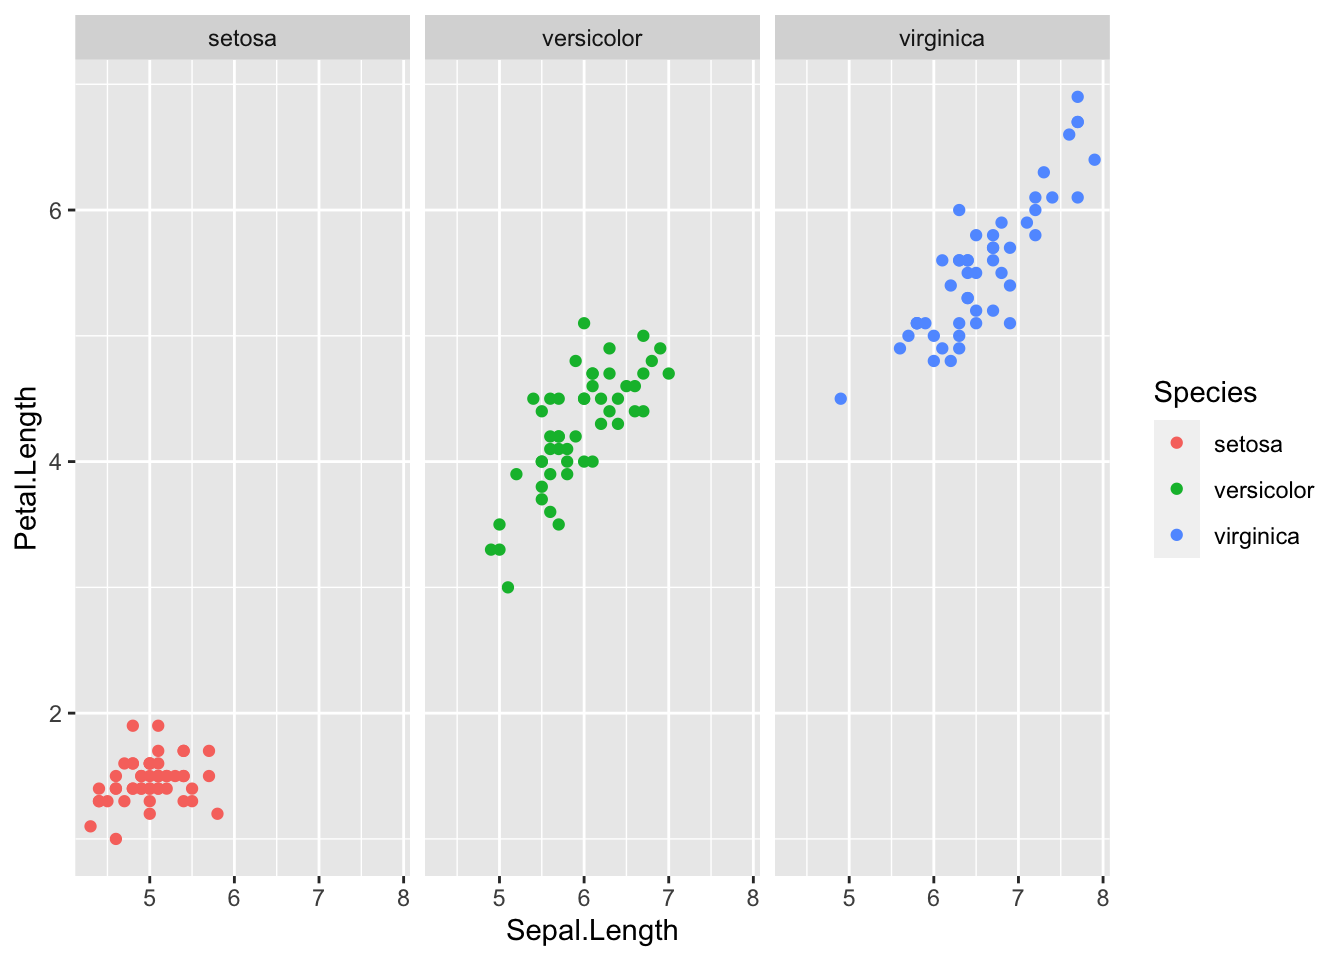 setosa
versicolor
virginica
6
4
2
Petal.Length
5 6 7 8
5 6 7 8
5 6 7 8
Sepal.Length
Species
setosa
versicolor
virginica